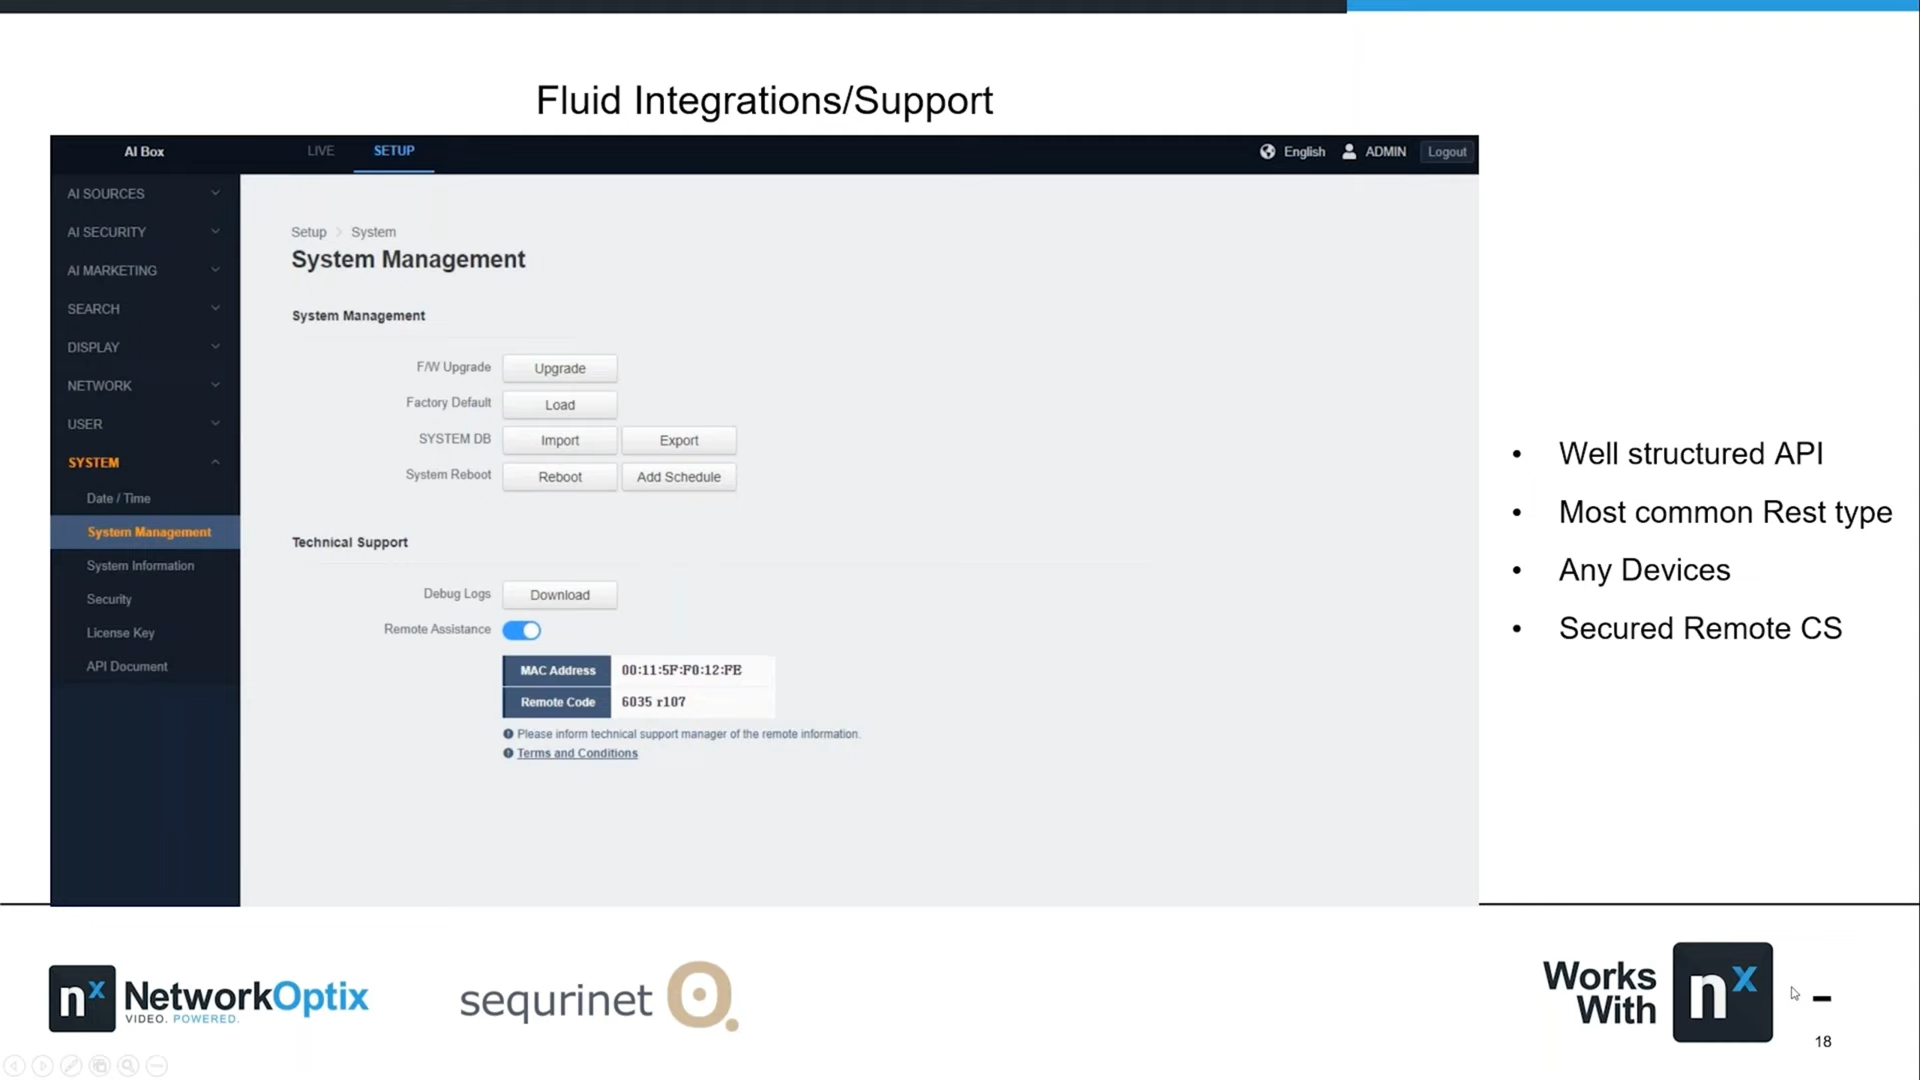 Fluid Integrations/Support
AI Box
LIVE
SETUP
English
ADMIN
Logout
AI SOURCES
AI SECURITY
AI MARKETING
SEARCH
DISPLAY
NETWORK
USER
SYSTEM
Date / Time
System Management
System Information
Security
License Key
API Document
Setup > System
System Management
System Management
F/W Upgrade Upgrade
Factory Default Load
SYSTEM DB Import Export
System Reboot Reboot Add Schedule
Technical Support
Debug Logs Download
Remote Assistance
MAC Address 00:11:5F:F0:12:FE
Remote Code 6035 r107
Please inform technical support manager of the remote information.
Terms and Conditions
• Well structured API
• Most common Rest type
• Any Devices
• Secured Remote CS
nx NetworkOptix
VIDEO. POWERED.
sequrinet
Works
With
nx
18